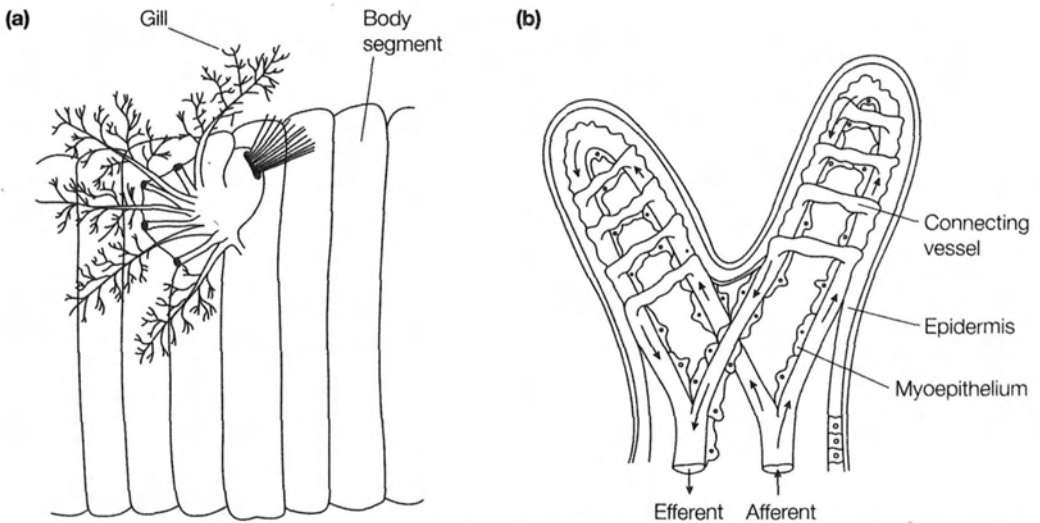 (a)
Gill
Body
segment
(b)
Connecting
vessel
Epidermis
Myoepithelium
Efferent Afferent